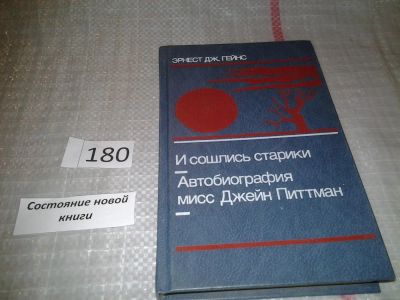 ЭРНЕСТ ДЖ. ГЕЙНС
И сошлись старики
Автобиография
мисс Джейн Питтман
180
Состояние новой
книги